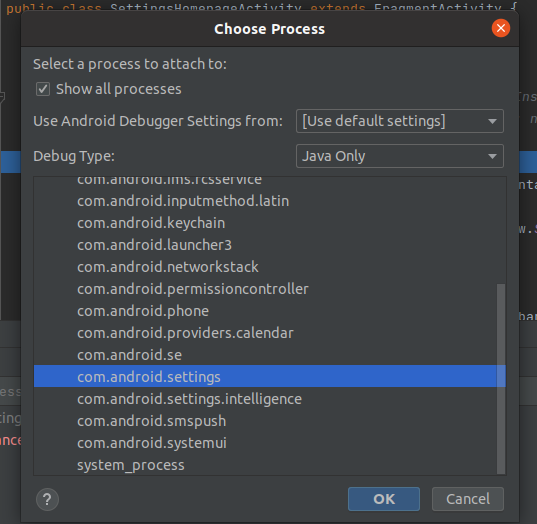 public class SettingsHomepageActivity extends FragmentActivity {
Choose Process
Select a process to attach to:
Show all processes
Use Android Debugger Settings from: [Use default settings]
Debug Type: Java Only
com.android.ims.rcsservice
com.android.inputmethod.latin
com.android.keychain
com.android.launcher3
com.android.networkstack
com.android.permissioncontroller
com.android.phone
com.android.providers.calendar
com.android.se
com.android.settings
com.android.settings.intelligence
com.android.smspush
com.android.systemui
system_process
? OK Cancel